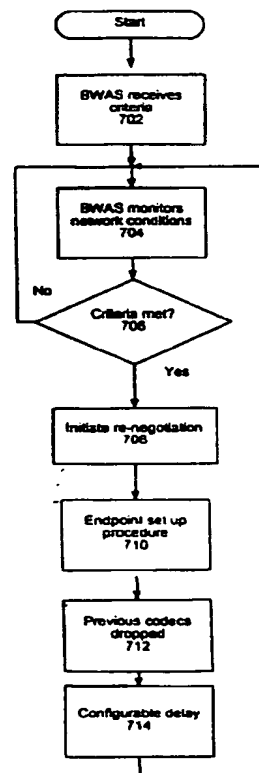 Start
BWAS receives
criteria
702
BWAS monitors
network conditions
704
No
Criteria met?
706
Yes
Initiate re-negotiation
708
Endpoint set up
procedure
710
Previous codecs
dropped
712
Configurable delay
714